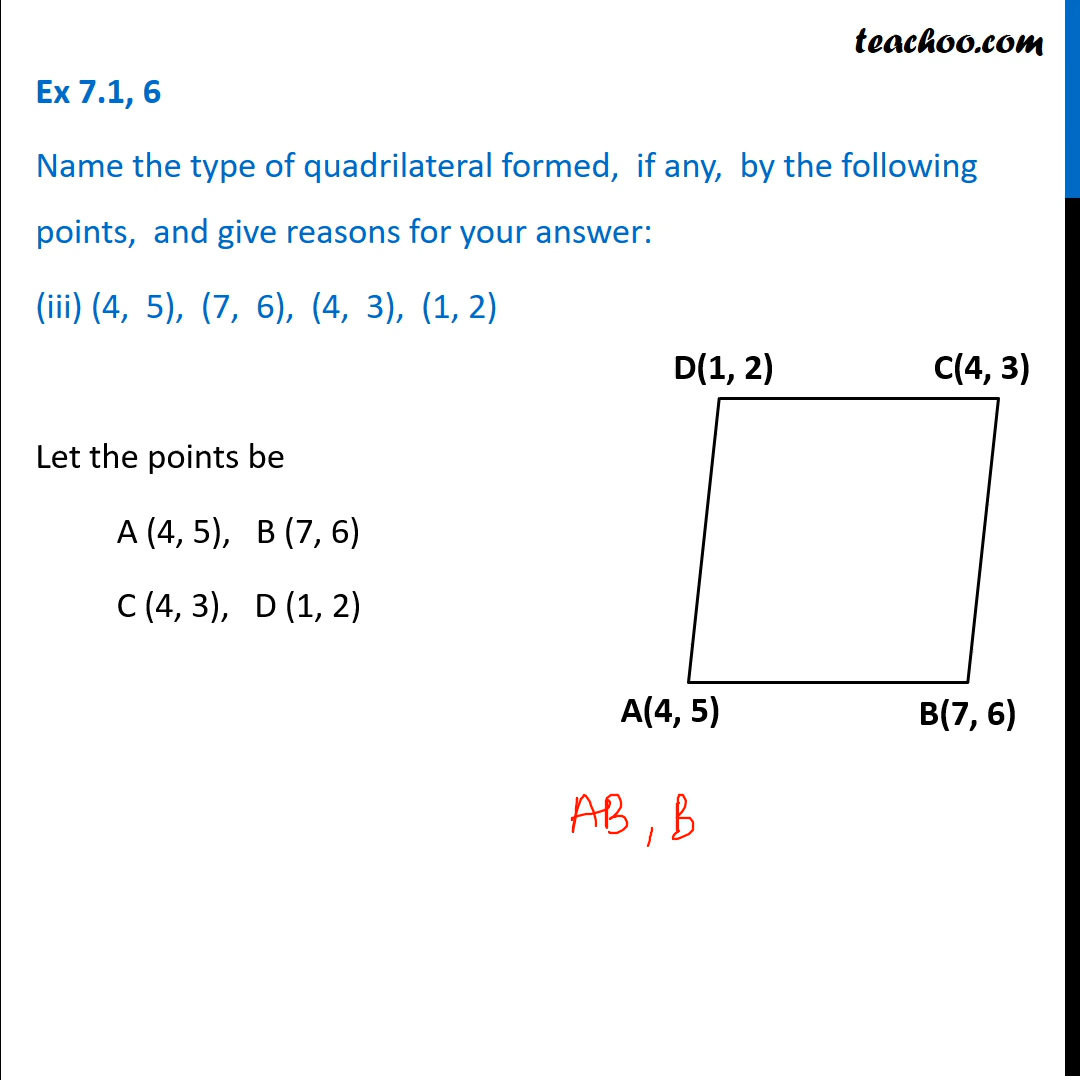 teachoo.com
Ex 7.1, 6
Name the type of quadrilateral formed, if any, by the following
points, and give reasons for your answer:
(iii) (4, 5), (7, 6), (4, 3), (1, 2)
D(1, 2) C(4, 3)
Let the points be
A (4, 5), B (7, 6)
C (4, 3), D (1, 2)
A(4, 5) B(7, 6)
AB, B